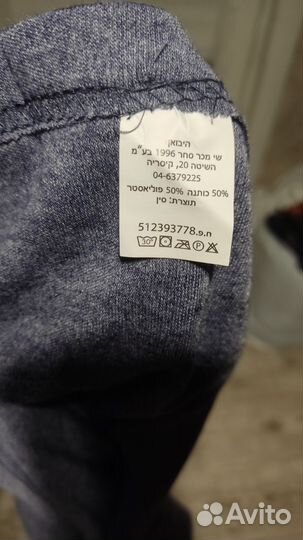 היבואן
שי מכר סחר 1996 בע"מ
השיטה 20, קיסריה
04-6379225
50% כותנה 50% פוליאסטר
תוצרת: סין
ח.פ.512393778
30°
Avito